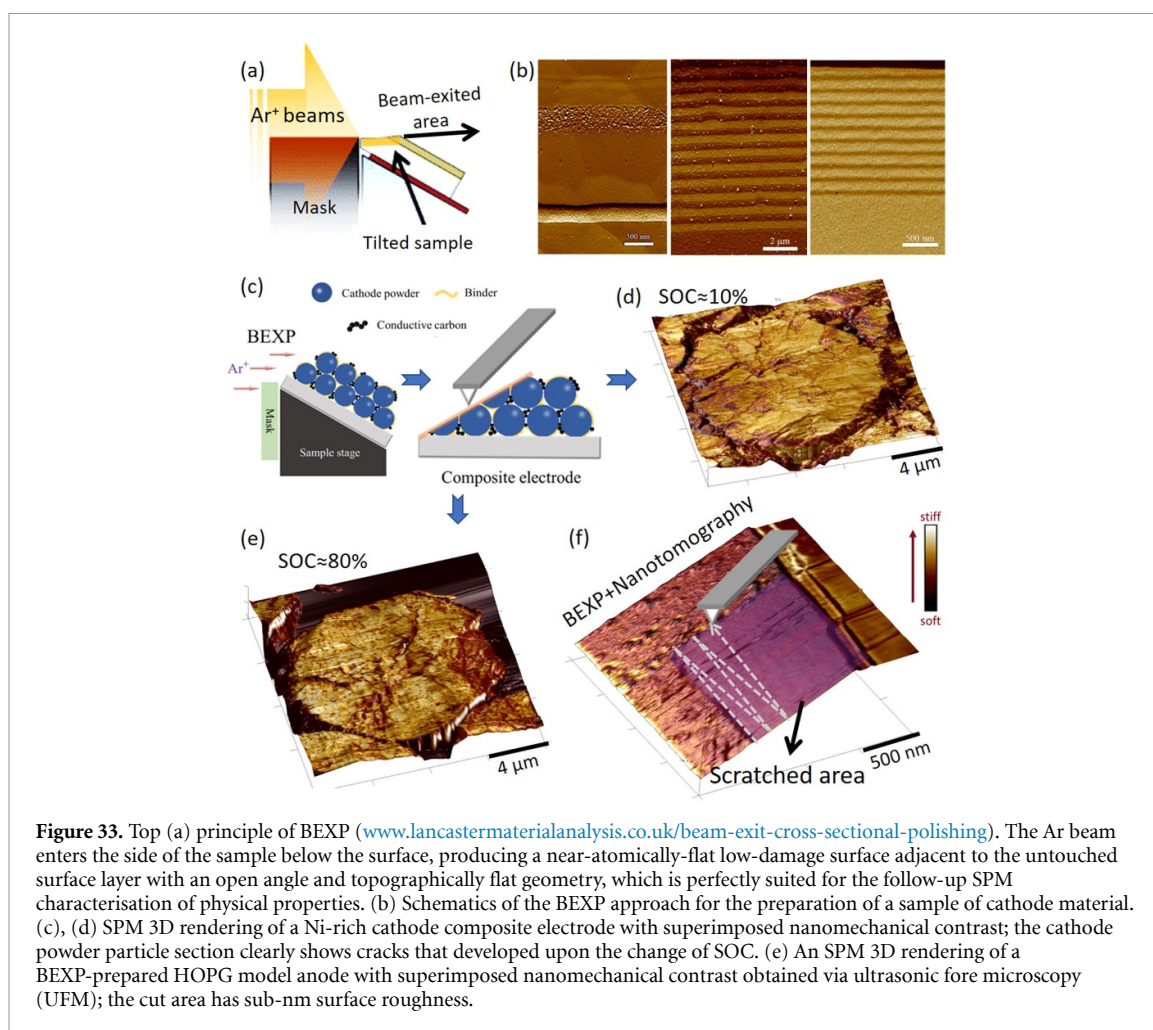 (a)
Ar⁺ beams
Mask
Beam-exited
area
Tilted sample
(b)
500 nm
2 μm
500 nm
(c)
Cathode powder
Binder
Conductive carbon
BEXP
Ar⁺
Mask
Sample stage
Composite electrode
(d)
SOC≈10%
4 μm
(e)
SOC≈80%
4 μm
(f)
BEXP+Nanotomography
stiff
soft
Scratched area
500 nm
Figure 33. Top (a) principle of BEXP (www.lancastermaterialanalysis.co.uk/beam-exit-cross-sectional-polishing). The Ar beam
enters the side of the sample below the surface, producing a near-atomically-flat low-damage surface adjacent to the untouched
surface layer with an open angle and topographically flat geometry, which is perfectly suited for the follow-up SPM
characterisation of physical properties. (b) Schematics of the BEXP approach for the preparation of a sample of cathode material.
(c), (d) SPM 3D rendering of a Ni-rich cathode composite electrode with superimposed nanomechanical contrast; the cathode
powder particle section clearly shows cracks that developed upon the change of SOC. (e) An SPM 3D rendering of a
BEXP-prepared HOPG model anode with superimposed nanomechanical contrast obtained via ultrasonic fore microscopy
(UFM); the cut area has sub-nm surface roughness.